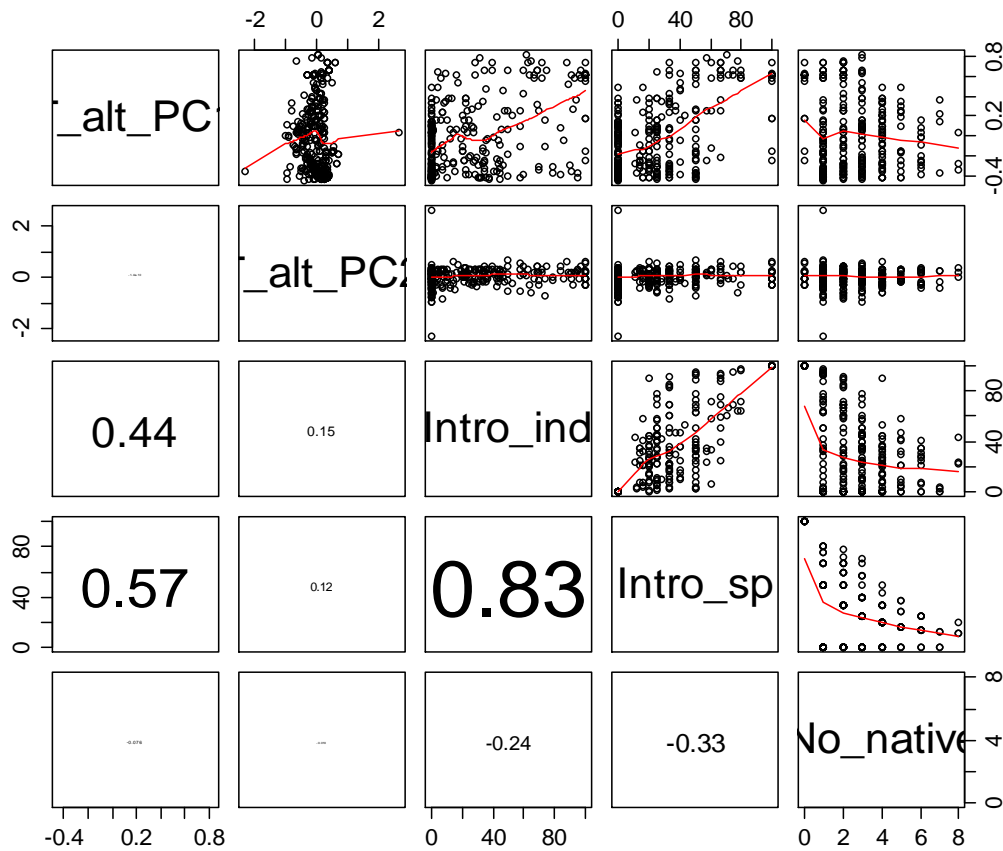 -2 0 2 0 40 80
_alt_PC
-0.4 0.2 0.8
-2 0 2
_alt_PC2
0.44 0.15 Intro_ind
0 40 80
0 40 80
0.57 0.12 0.83 Intro_sp
-0.078 -0.24 -0.33 No_native
0 4 8
-0.4 0.2 0.8 0 40 80 0 2 4 6 8